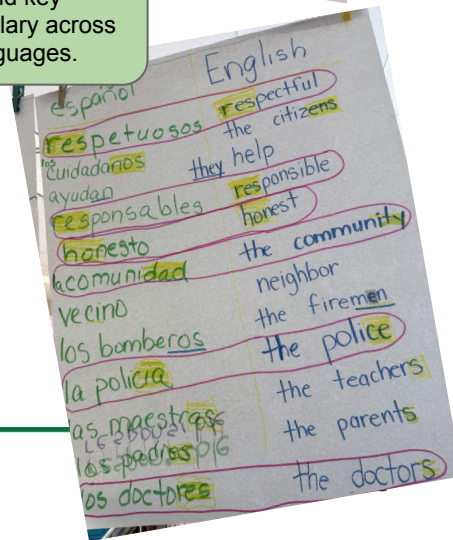 d key
lary across
guages.
español English
respetuosos respectful
los cuidadanos the citizens
ayudan they help
responsables responsible
honesto honest
la comunidad the community
vecino neighbor
los bomberos the firemen
la policía the police
las maestras the teachers
los padres the parents
los doctores the doctors